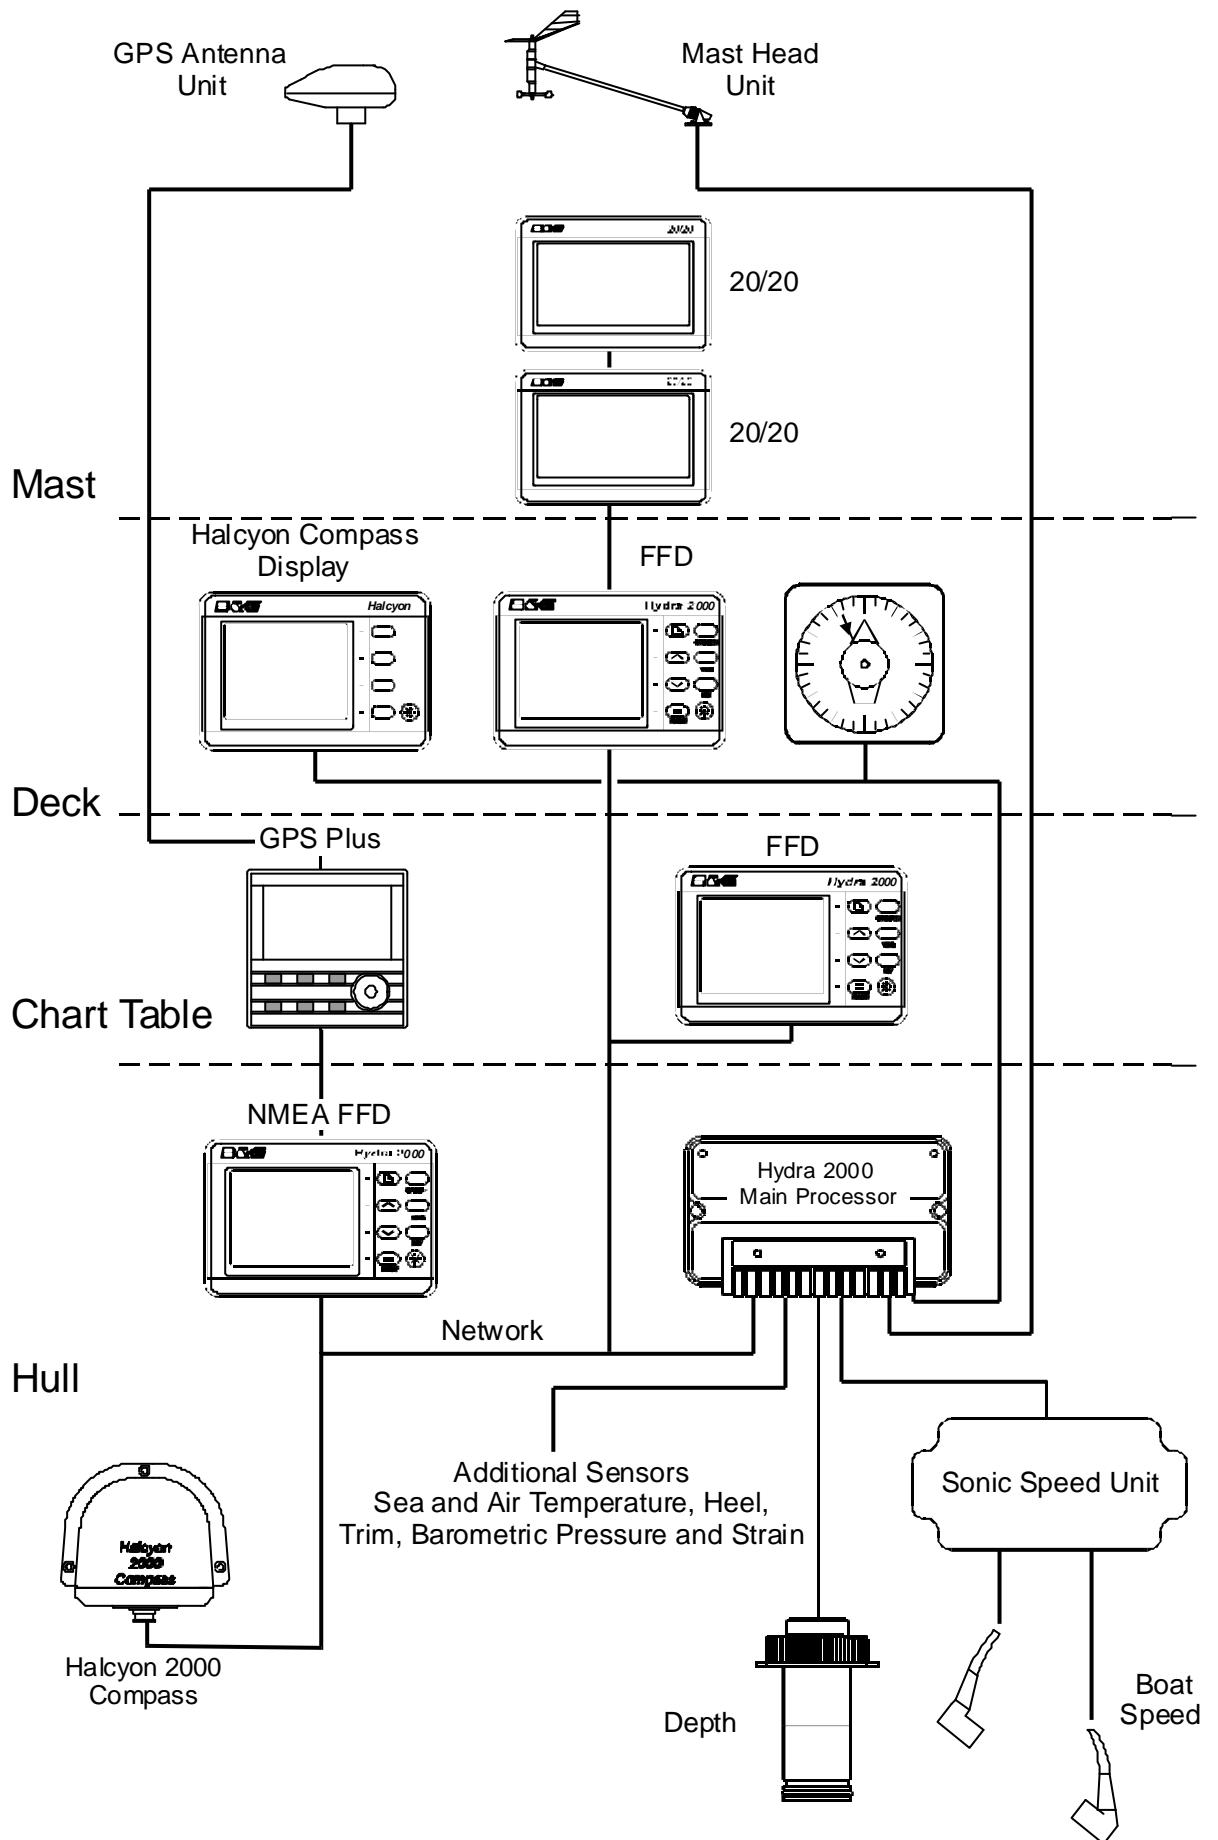 GPS Antenna
Unit
Mast Head
Unit
20/20
20/20
20/20
Mast
Halcyon Compass
Display
FFD
Halcyon
Hydra 2000
Deck
GPS Plus
FFD
Hydra 2000
Chart Table
NMEA FFD
Hydra 2000
Hydra 2000
Main Processor
Network
Hull
Additional Sensors
Sea and Air Temperature, Heel,
Trim, Barometric Pressure and Strain
Sonic Speed Unit
Halcyon
2000
Compass
Halcyon 2000
Compass
Depth
Boat
Speed